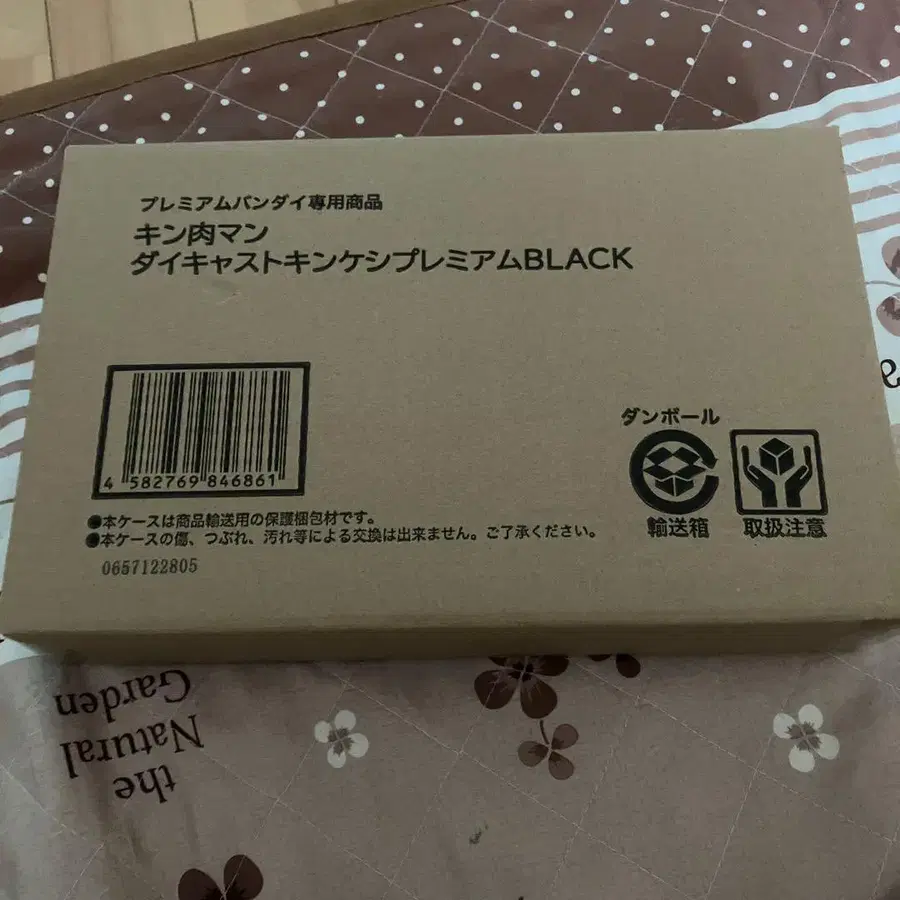 プレミアムバンダイ専用商品
キン肉マン
ダイキャストキンケシプレミアムBLACK
4 582769 846861
ダンボール
輸送箱
取扱注意
●本ケースは商品輸送用の保護梱包材です。
●本ケースの傷、つぶれ、汚れ等による交換は出来ません。ご了承ください。
0657122805
the
Natural
Garden